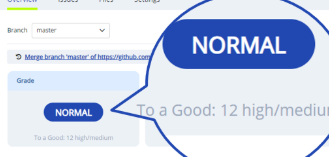 Overview Issues Files Settings
Branch master
Merge branch 'master' of https://github.com
Grade
NORMAL
To a Good: 12 high/medium
NORMAL
To a Good: 12 high/medium